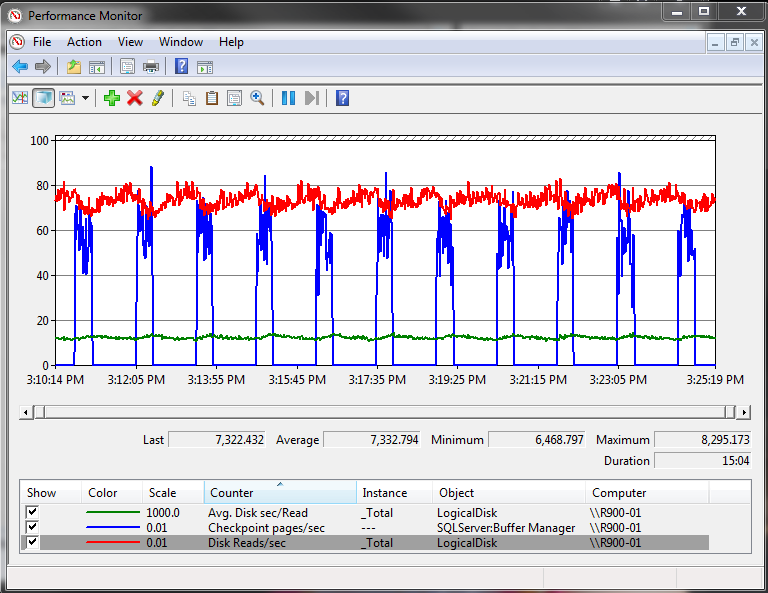 Performance Monitor
File Action View Window Help
100
80
60
40
20
0
3:10:14 PM 3:12:05 PM 3:13:55 PM 3:15:45 PM 3:17:35 PM 3:19:25 PM 3:21:15 PM 3:23:05 PM 3:25:19 PM
Last 7,322.432 Average 7,332.794 Minimum 6,468.797 Maximum 8,295.173
Duration 15:04
Show Color Scale Counter Instance Object Computer
1000.0 Avg. Disk sec/Read _Total LogicalDisk \\R900-01
0.01 Checkpoint pages/sec --- SQLServer:Buffer Manager \\R900-01
0.01 Disk Reads/sec _Total LogicalDisk \\R900-01